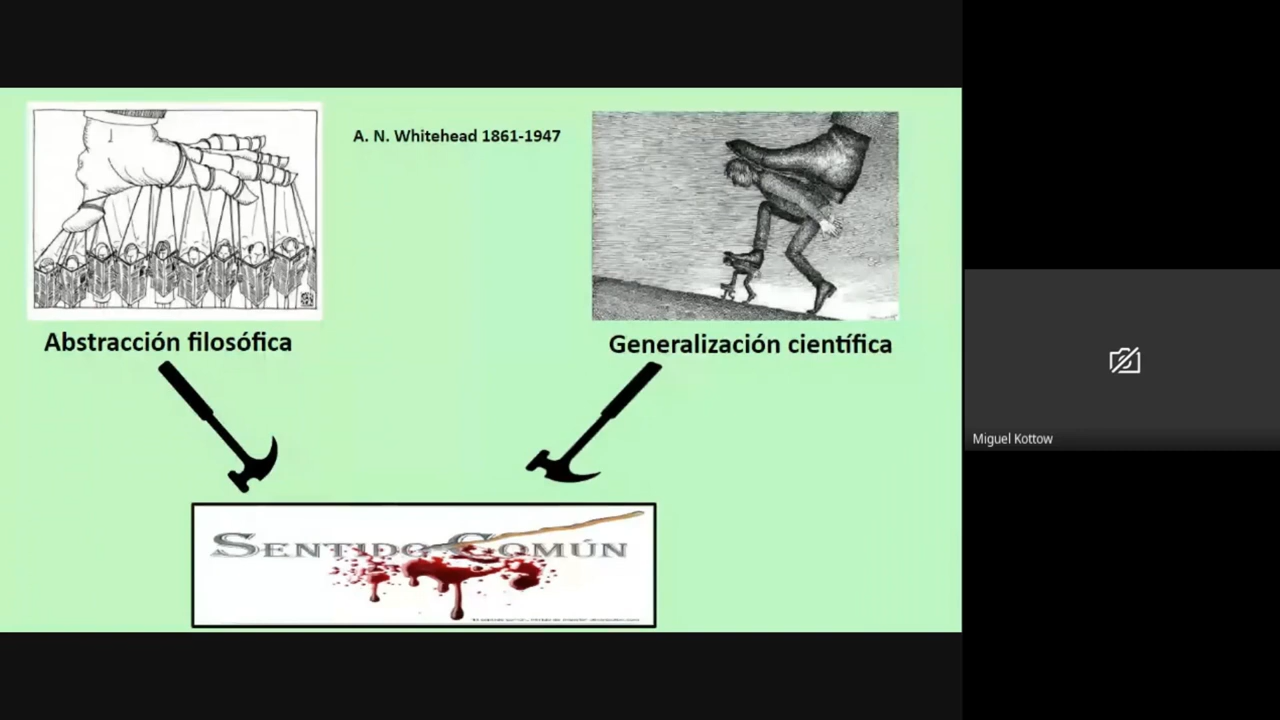 A. N. Whitehead 1861-1947
Abstracción filosófica
Generalización científica
SENTIDO COMÚN
Miguel Kottow